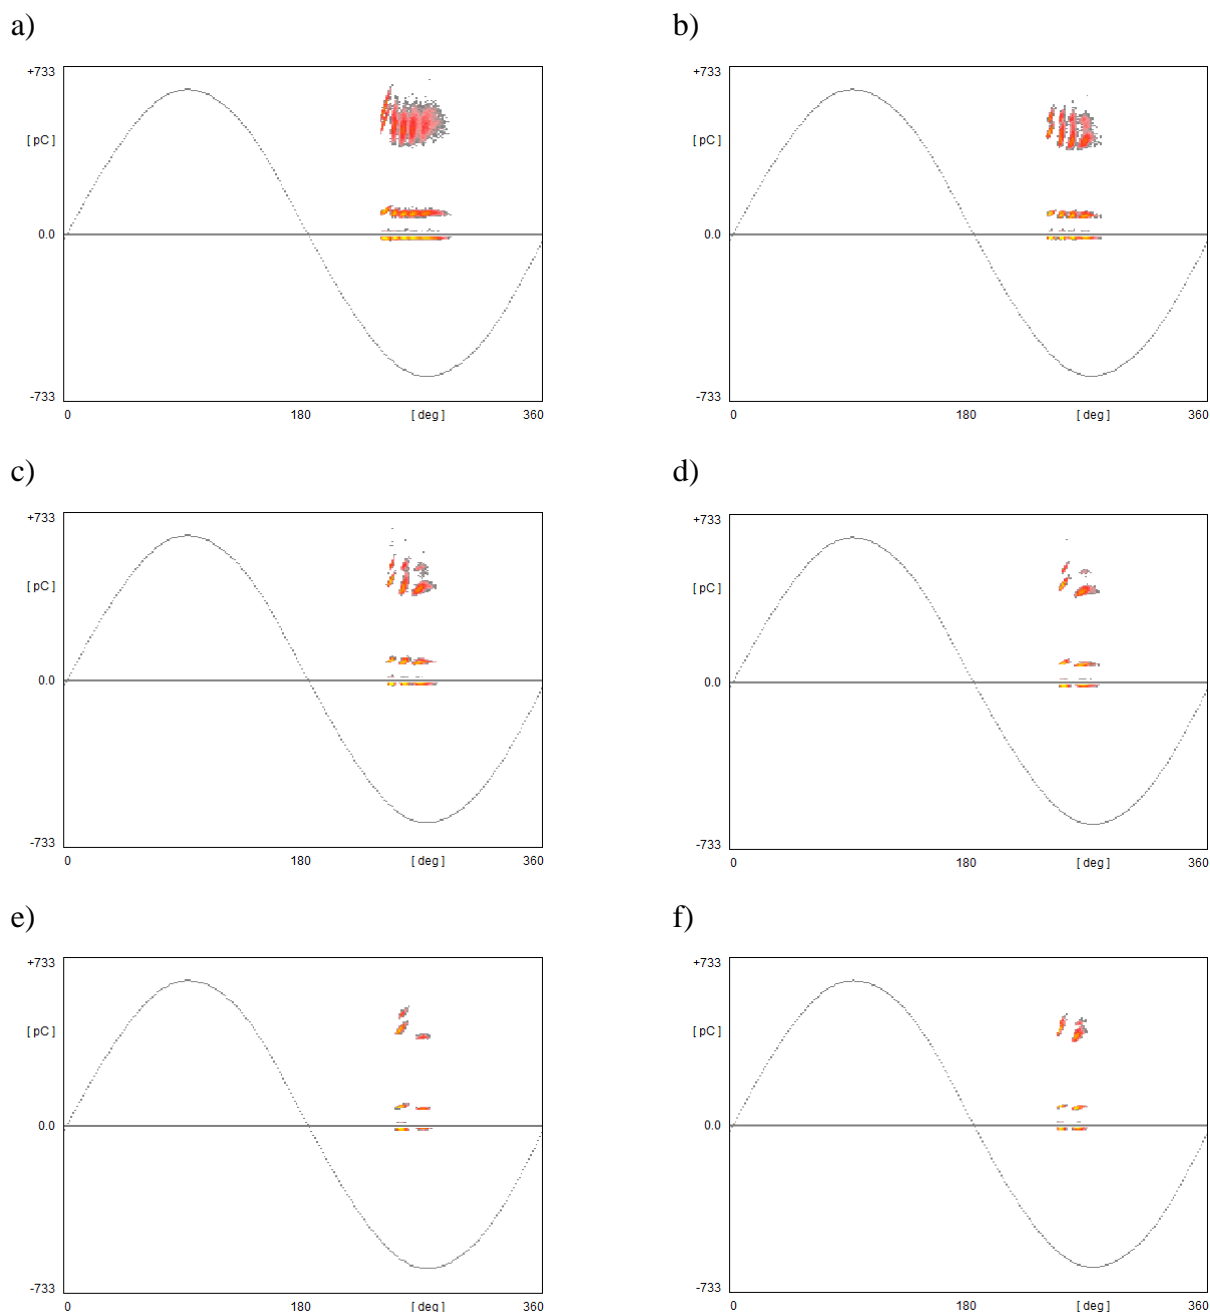 a)
+733
[ pC ]
0.0
-733
0
180
[ deg ]
360
b)
+733
[ pC ]
0.0
-733
0
180
[ deg ]
360
c)
+733
[ pC ]
0.0
-733
0
180
[ deg ]
360
d)
+733
[ pC ]
0.0
-733
0
180
[ deg ]
360
e)
+733
[ pC ]
0.0
-733
0
180
[ deg ]
360
f)
+733
[ pC ]
0.0
-733
0
180
[ deg ]
360